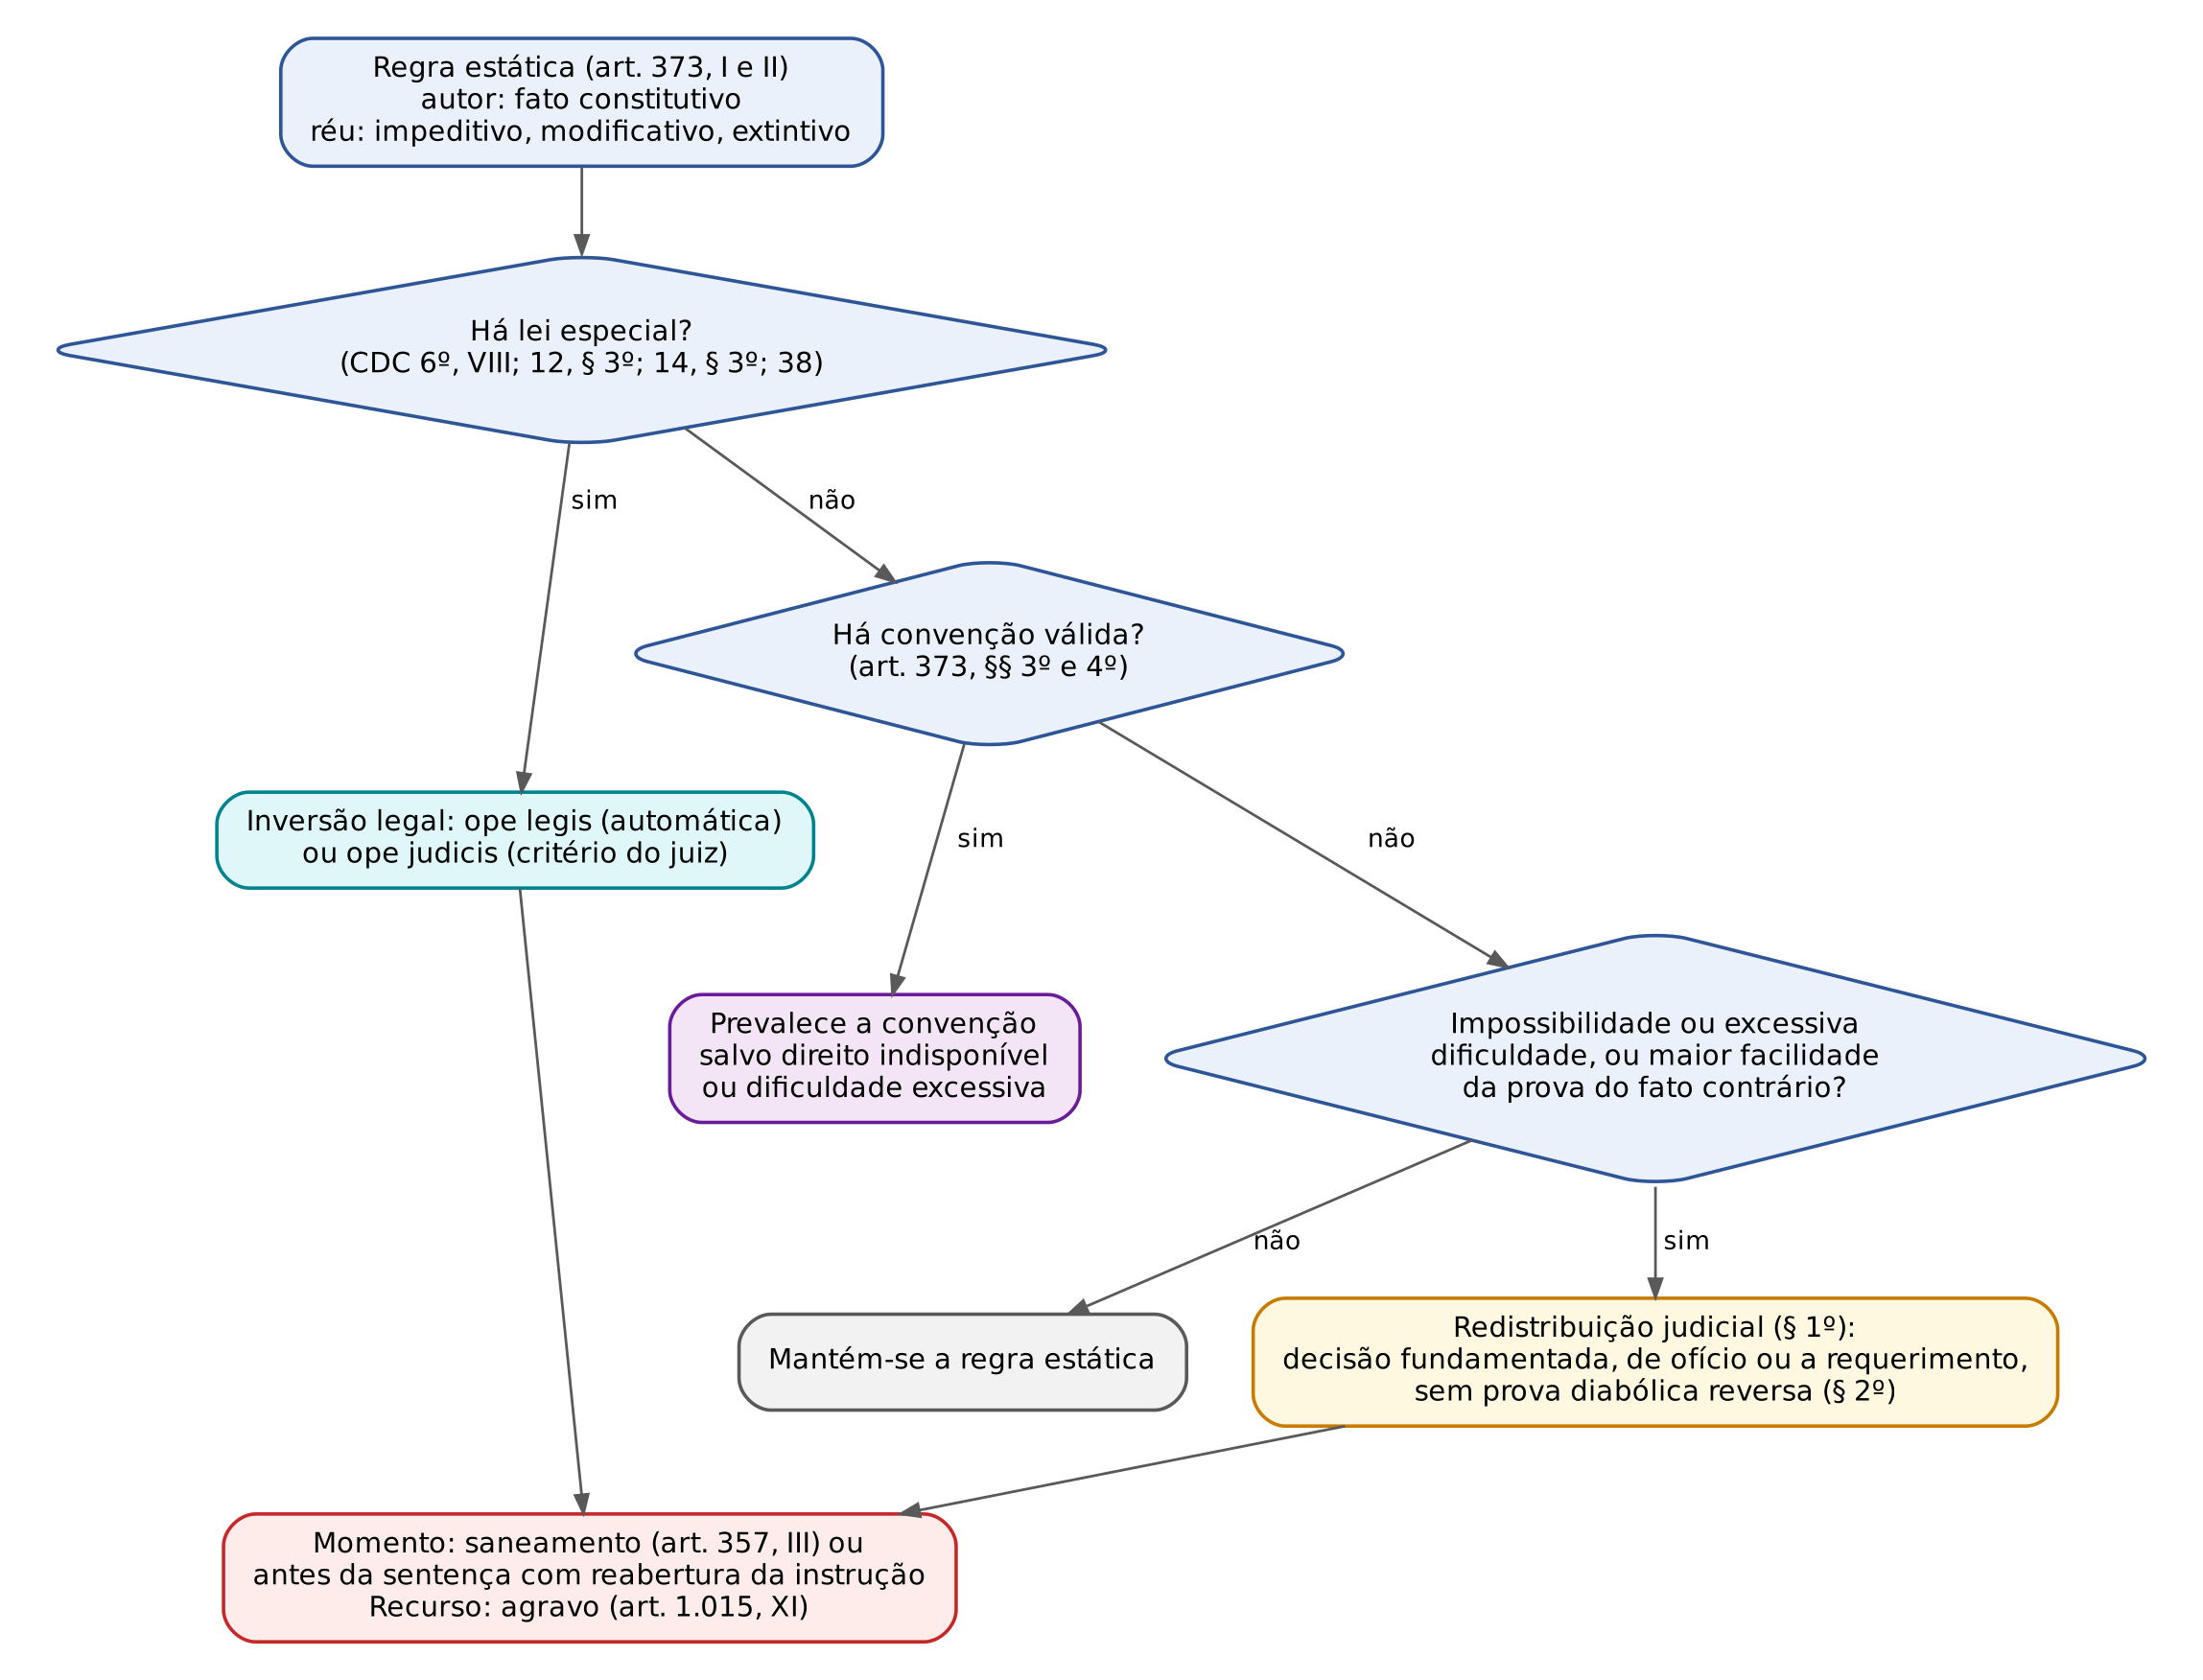 Regra estática (art. 373, I e II)
autor: fato constitutivo
réu: impeditivo, modificativo, extintivo
Há lei especial?
(CDC 6º, VIII; 12, § 3º; 14, § 3º; 38)
sim
não
Há convenção válida?
(art. 373, §§ 3º e 4º)
Inversão legal: ope legis (automática)
ou ope judicis (critério do juiz)
sim
não
Prevalece a convenção
salvo direito indisponível
ou dificuldade excessiva
Impossibilidade ou excessiva
dificuldade, ou maior facilidade
da prova do fato contrário?
não
sim
Mantém-se a regra estática
Redistribuição judicial (§ 1º):
decisão fundamentada, de ofício ou a requerimento,
sem prova diabólica reversa (§ 2º)
Momento: saneamento (art. 357, III) ou
antes da sentença com reabertura da instrução
Recurso: agravo (art. 1.015, XI)